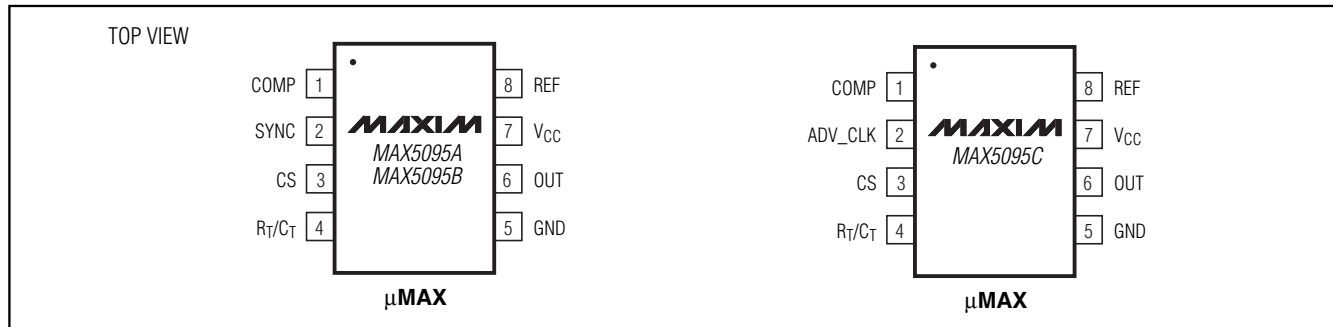 TOP VIEW
COMP 1
SYNC 2
CS 3
RT/CT 4
MAXIM
MAX5095A
MAX5095B
8 REF
7 VCC
6 OUT
5 GND
µMAX
COMP 1
ADV_CLK 2
CS 3
RT/CT 4
MAXIM
MAX5095C
8 REF
7 VCC
6 OUT
5 GND
µMAX